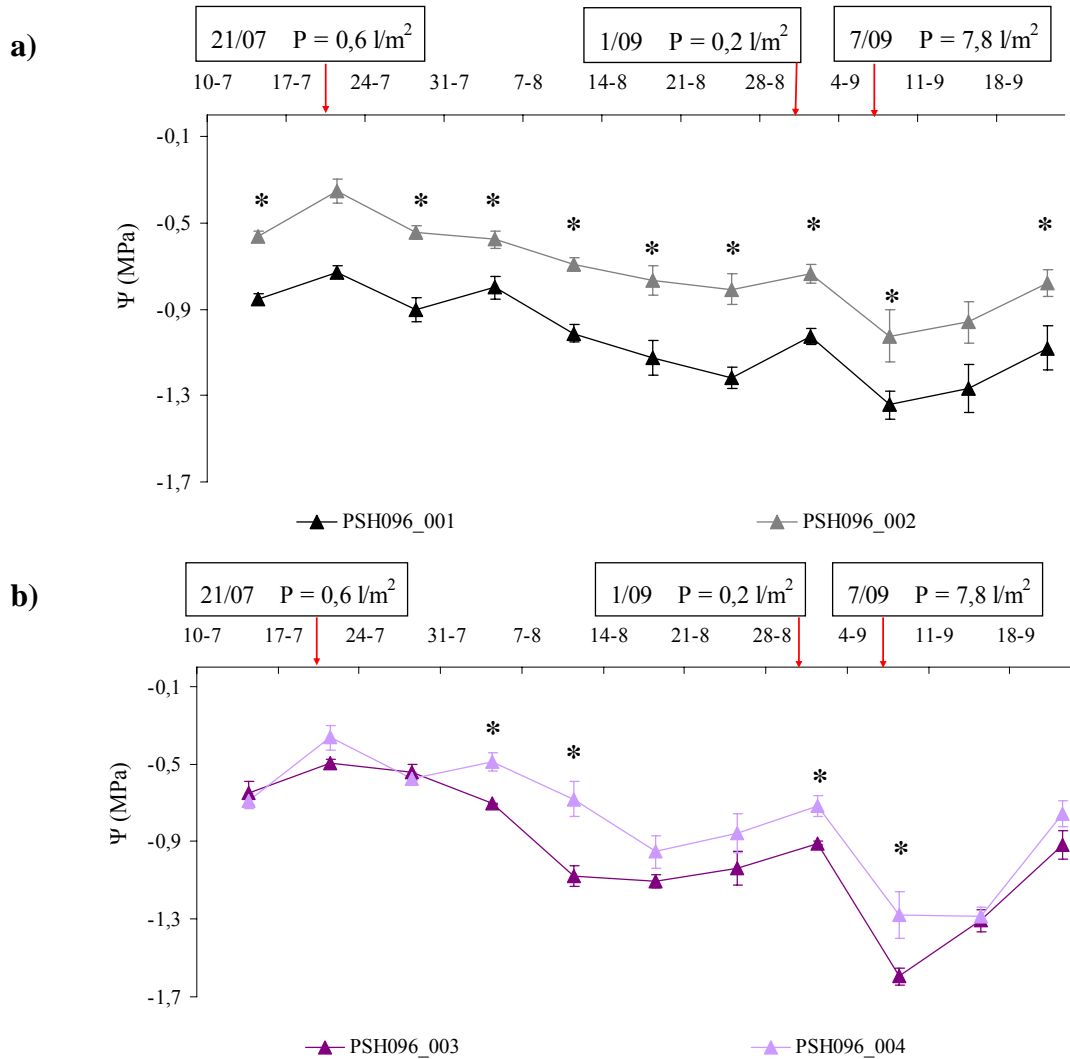 a)
21/07 P = 0,6 l/m²
1/09 P = 0,2 l/m²
7/09 P = 7,8 l/m²
10-7 17-7 24-7 31-7 7-8 14-8 21-8 28-8 4-9 11-9 18-9
-0,1
-0,5
-0,9
-1,3
-1,7
Ψ (MPa)
* * * * * * * * *
PSH096_001 PSH096_002
b)
21/07 P = 0,6 l/m²
1/09 P = 0,2 l/m²
7/09 P = 7,8 l/m²
10-7 17-7 24-7 31-7 7-8 14-8 21-8 28-8 4-9 11-9 18-9
-0,1
-0,5
-0,9
-1,3
-1,7
Ψ (MPa)
* * * *
PSH096_003 PSH096_004